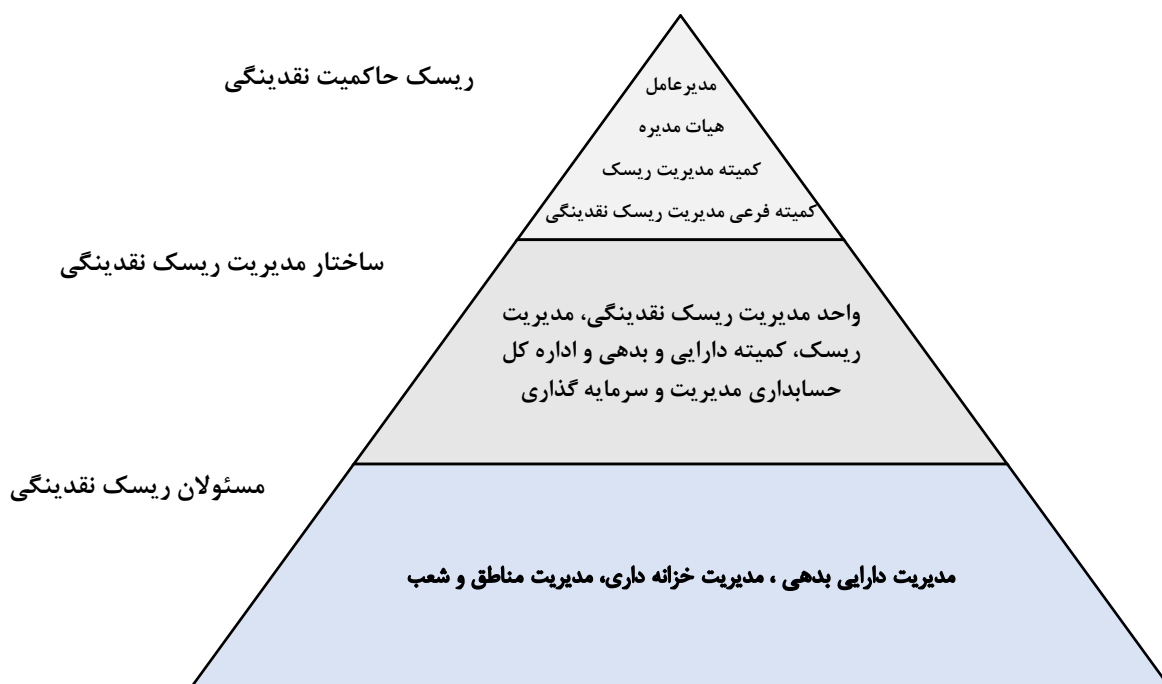 ریسک حاکمیت نقدینگی
مدیرعامل
هیات مدیره
کمیته مدیریت ریسک
کمیته فرعی مدیریت ریسک نقدینگی
ساختار مدیریت ریسک نقدینگی
واحد مدیریت ریسک نقدینگی، مدیریت
ریسک، کمیته دارایی و بدهی و اداره کل
حسابداری مدیریت و سرمایه گذاری
مسئولان ریسک نقدینگی
مدیریت دارایی بدهی ، مدیریت خزانه داری، مدیریت مناطق و شعب